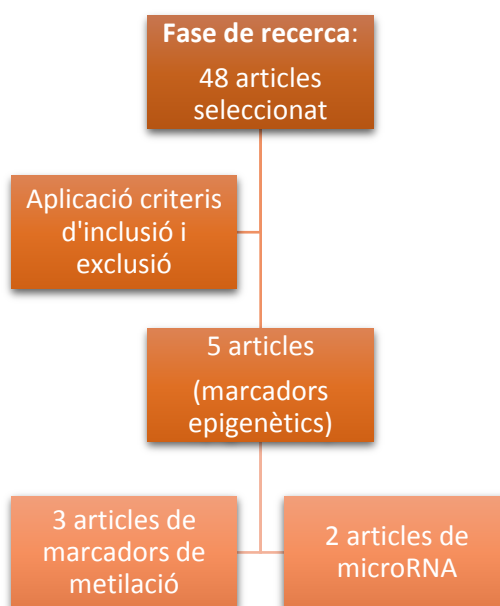 Fase de recerca:
48 articles
seleccionat
Aplicació criteris
d'inclusió i
exclusió
5 articles
(marcadors
epigenètics)
3 articles de
marcadors de
metilació
2 articles de
microRNA